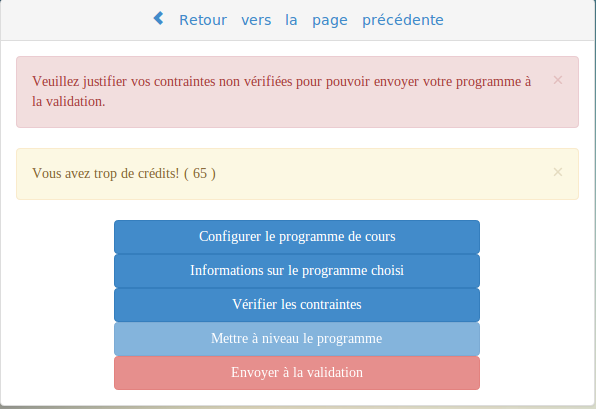 Retour vers la page précédente
Veuillez justifier vos contraintes non vérifiées pour pouvoir envoyer votre programme à
la validation.
×
Vous avez trop de crédits! ( 65 )
×
Configurer le programme de cours
Informations sur le programme choisi
Vérifier les contraintes
Mettre à niveau le programme
Envoyer à la validation